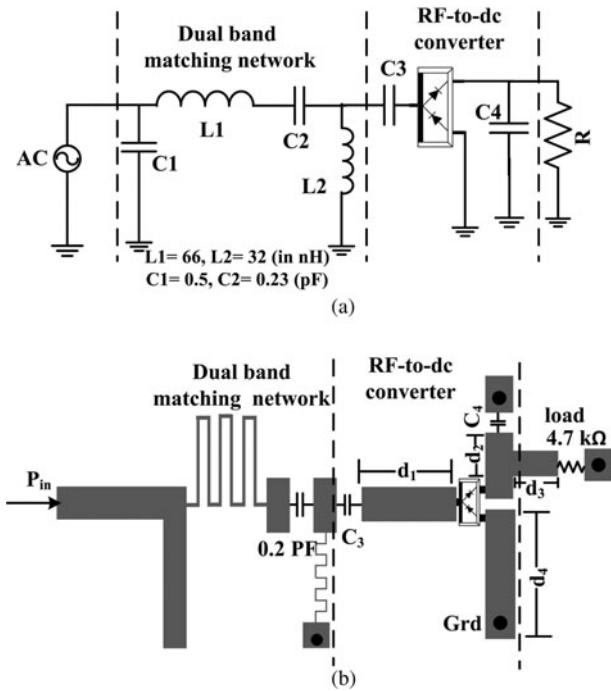 Dual band
matching network
RF-to-dc
converter
C3
L1
C2
C4
AC
C1
L2
R
L1= 66, L2= 32 (in nH)
C1= 0.5, C2= 0.23 (pF)
(a)
Dual band
matching network
RF-to-dc
converter
C4
load
4.7 kΩ
d2
d1
Pin
d3
0.2 PF
C3
d4
Grd
(b)